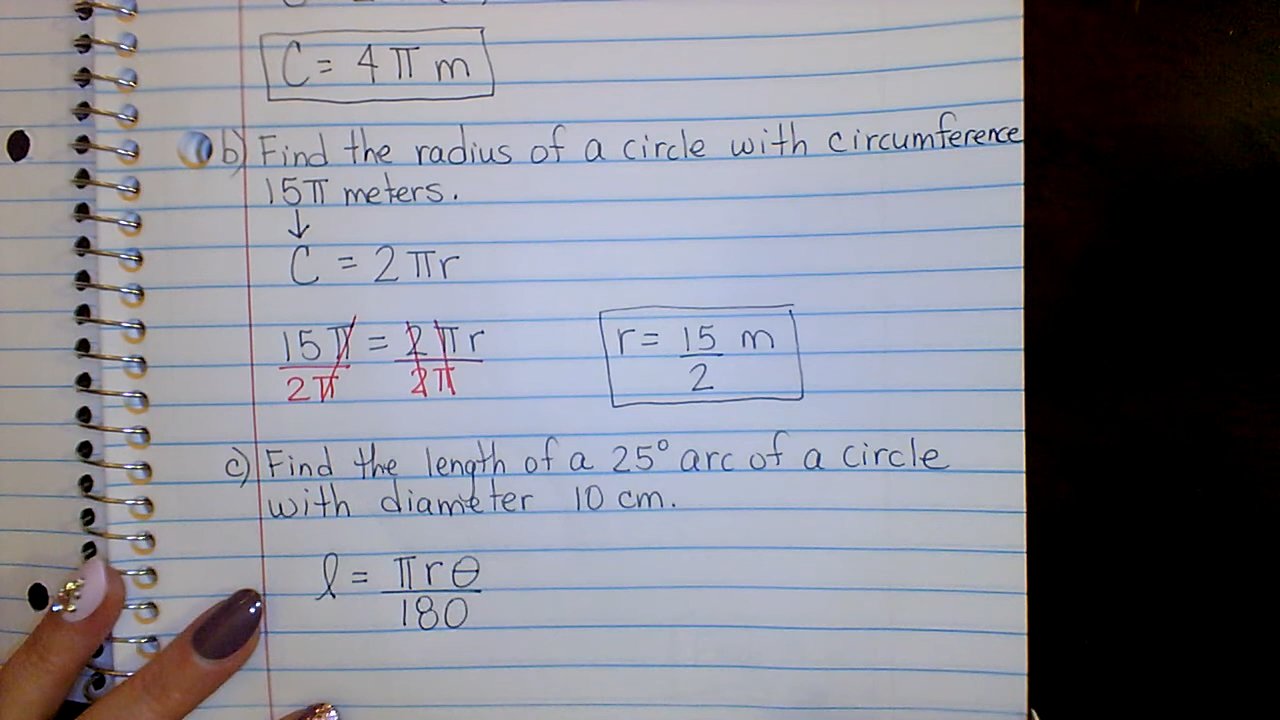 C = 4π m
b) Find the radius of a circle with circumference
15π meters.
↓
C = 2πr
15π = 2πr
2π 2π
r = 15 m
2
c) Find the length of a 25° arc of a circle
with diameter 10 cm.
l = πrθ
180